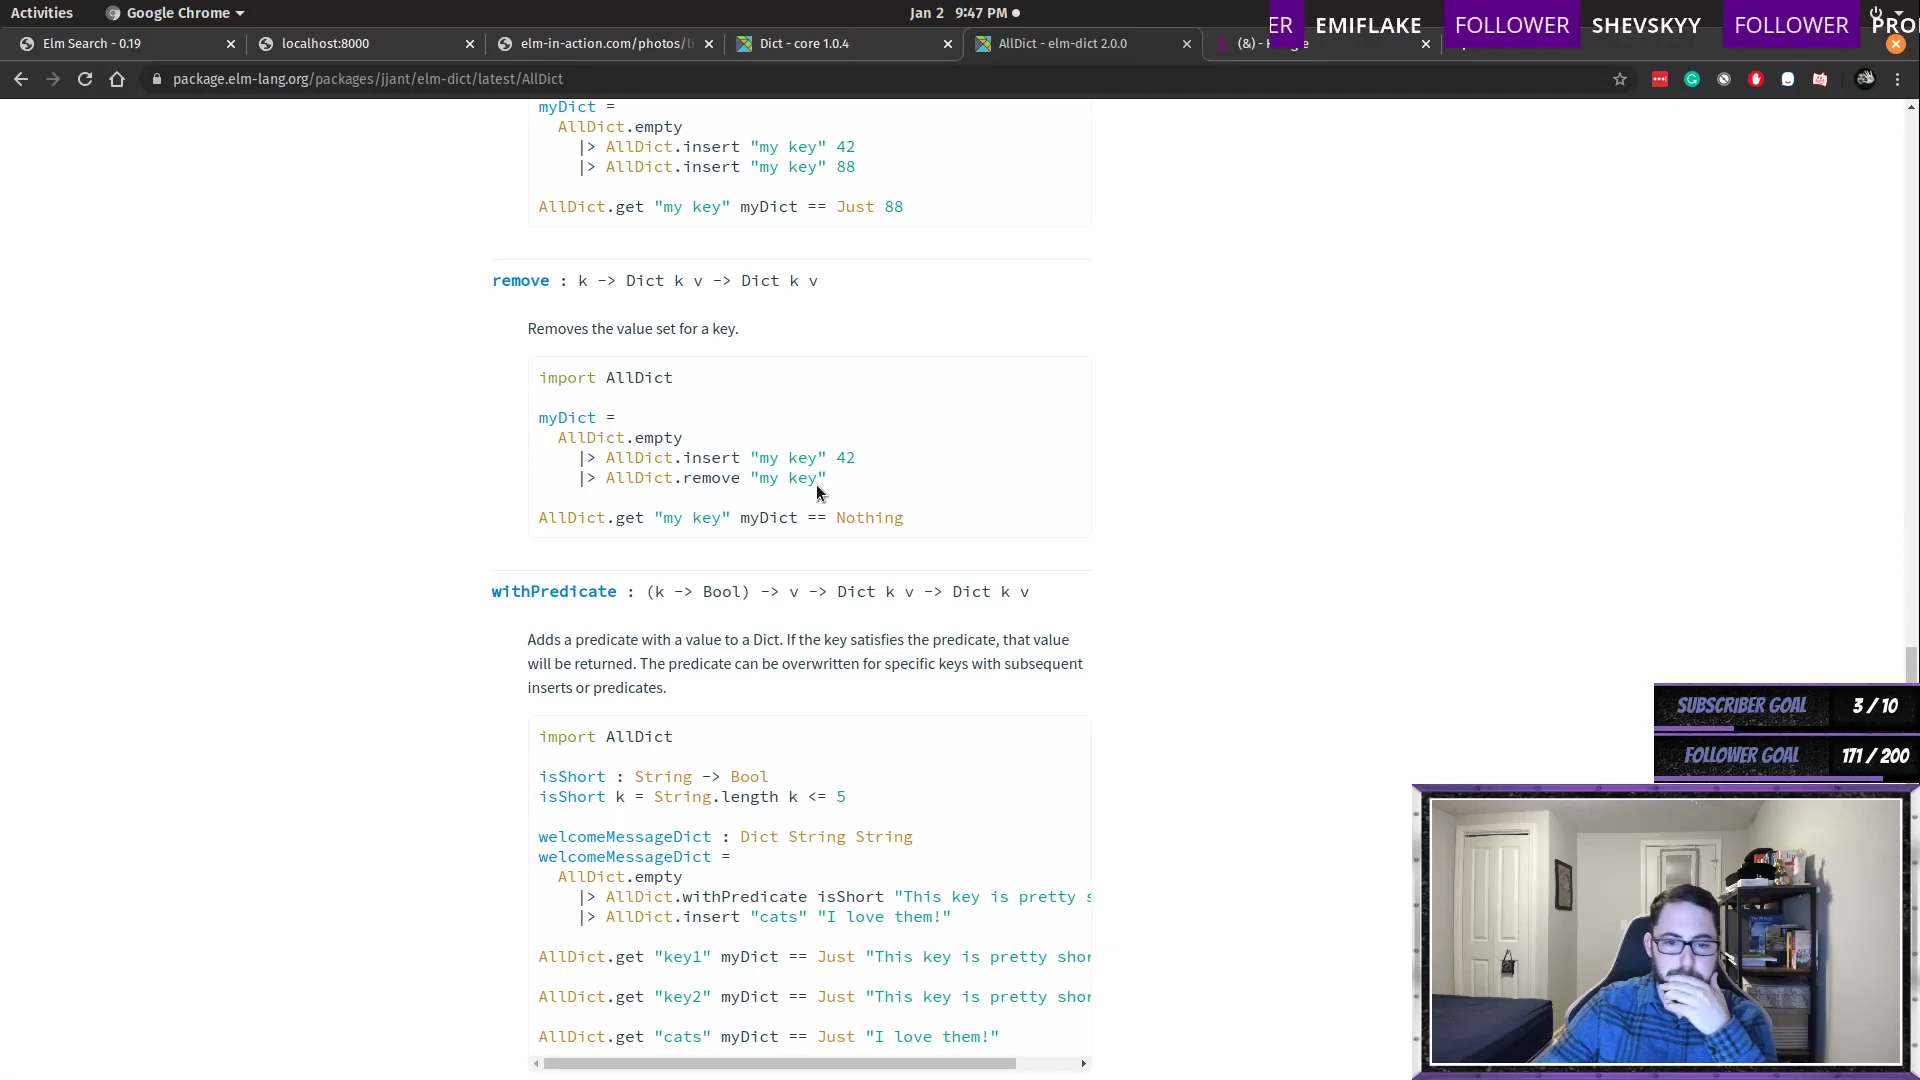 Activities
Google Chrome
Jan 2 9:47 PM
ER EMIFLAKE FOLLOWER SHEVSKYY FOLLOWER PRO
Elm Search - 0.19
localhost:8000
elm-in-action.com/photos/li
Dict - core 1.0.4
AllDict - elm-dict 2.0.0
package.elm-lang.org/packages/jjant/elm-dict/latest/AllDict
myDict =
AllDict.empty
|> AllDict.insert "my key" 42
|> AllDict.insert "my key" 88
AllDict.get "my key" myDict == Just 88
remove : k -> Dict k v -> Dict k v
Removes the value set for a key.
import AllDict
myDict =
AllDict.empty
|> AllDict.insert "my key" 42
|> AllDict.remove "my key"
AllDict.get "my key" myDict == Nothing
withPredicate : (k -> Bool) -> v -> Dict k v -> Dict k v
Adds a predicate with a value to a Dict. If the key satisfies the predicate, that value
will be returned. The predicate can be overwritten for specific keys with subsequent
inserts or predicates.
import AllDict
isShort : String -> Bool
isShort k = String.length k <= 5
welcomeMessageDict : Dict String String
welcomeMessageDict =
AllDict.empty
|> AllDict.withPredicate isShort "This key is pretty s
|> AllDict.insert "cats" "I love them!"
AllDict.get "key1" myDict == Just "This key is pretty shor
AllDict.get "key2" myDict == Just "This key is pretty shor
AllDict.get "cats" myDict == Just "I love them!"
SUBSCRIBER GOAL 3 / 10
FOLLOWER GOAL 171 / 200